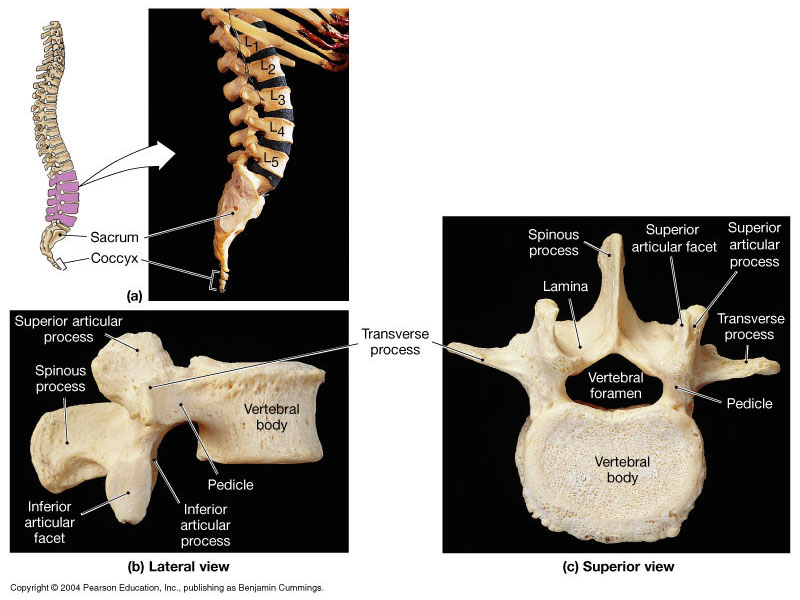 L1
L2
L3
L4
L5
Sacrum
Coccyx
(a)
Superior articular
process
Spinous
process
Transverse
process
Vertebral
body
Pedicle
Inferior
articular
facet
Inferior
articular
process
(b) Lateral view
Spinous
process
Superior
articular facet
Superior
articular
process
Lamina
Transverse
process
Vertebral
foramen
Pedicle
Vertebral
body
(c) Superior view
Copyright © 2004 Pearson Education, Inc., publishing as Benjamin Cummings.